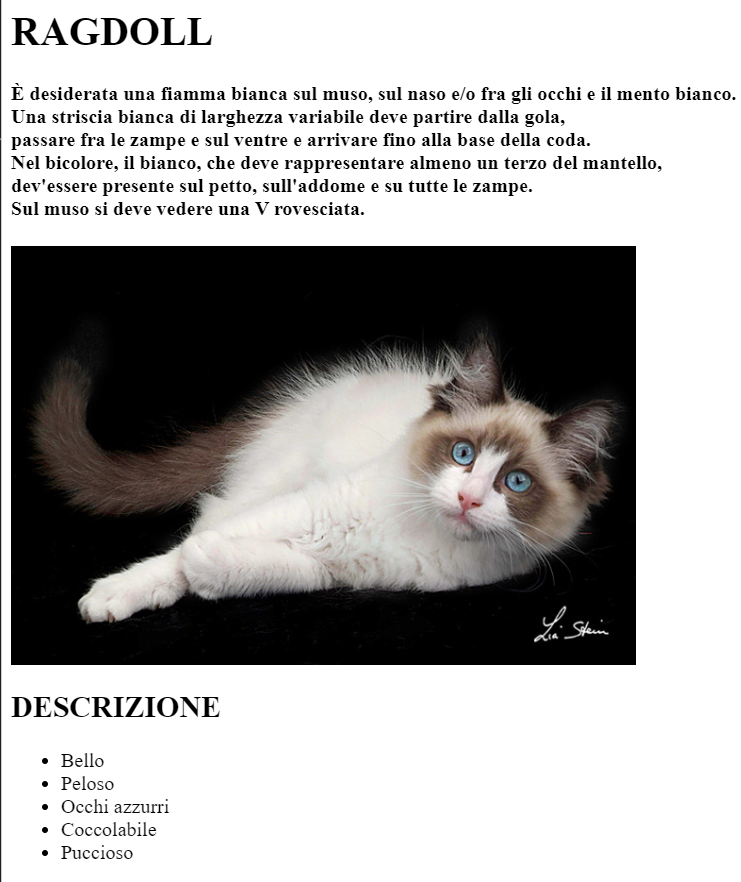 RAGDOLL
È desiderata una fiamma bianca sul muso, sul naso e/o fra gli occhi e il mento bianco.
Una striscia bianca di larghezza variabile deve partire dalla gola,
passare fra le zampe e sul ventre e arrivare fino alla base della coda.
Nel bicolore, il bianco, che deve rappresentare almeno un terzo del mantello,
dev'essere presente sul petto, sull'addome e su tutte le zampe.
Sul muso si deve vedere una V rovesciata.
Lia Stein
DESCRIZIONE
• Bello
• Peloso
• Occhi azzurri
• Coccolabile
• Puccioso